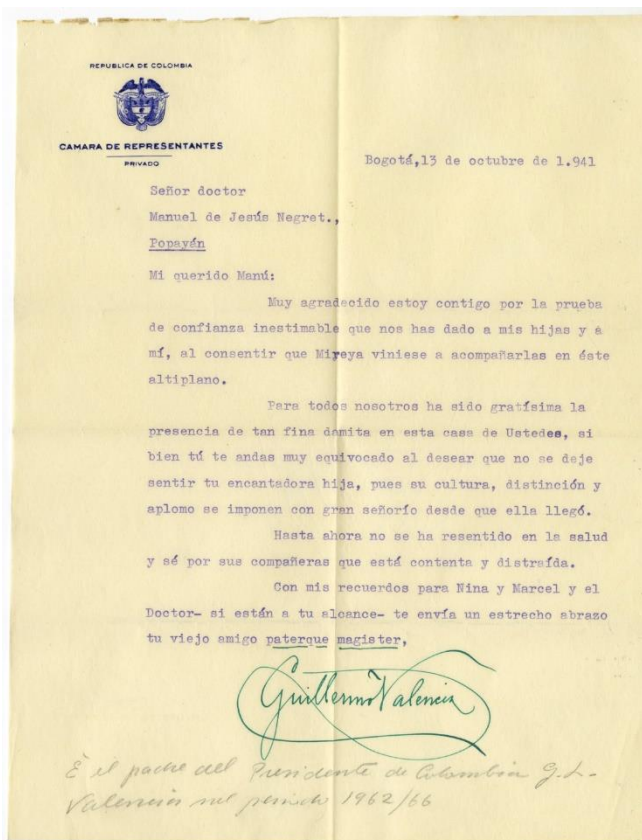 REPUBLICA DE COLOMBIA
CAMARA DE REPRESENTANTES
PRIVADO
Bogotá,13 de octubre de 1.941
Señor doctor
Manuel de Jesús Negret.,
Popayán
Mi querido Manú:
Muy agradecido estoy contigo por la prueba
de confianza inestimable que nos has dado a mis hijas y a
mí, al consentir que Mireya viniese a acompañarlas en éste
altiplano.
Para todos nosotros ha sido gratísima la
presencia de tan fina damita en esta casa de Ustedes, si
bien tú te andas muy equivocado al desear que no se deje
sentir tu encantadora hija, pues su cultura, distinción y
aplomo se imponen con gran señorío desde que ella llegó.
Hasta ahora no se ha resentido en la salud
y sé por sus compañeras que está contenta y distraída.
Con mis recuerdos para Nina y Marcel y el
Doctor- si están a tu alcance- te envía un estrecho abrazo
tu viejo amigo paterque magister,
Guillermo Valencia
È il padre del Presidente de Colombia G. L.
Valencia nel periodo 1962/66